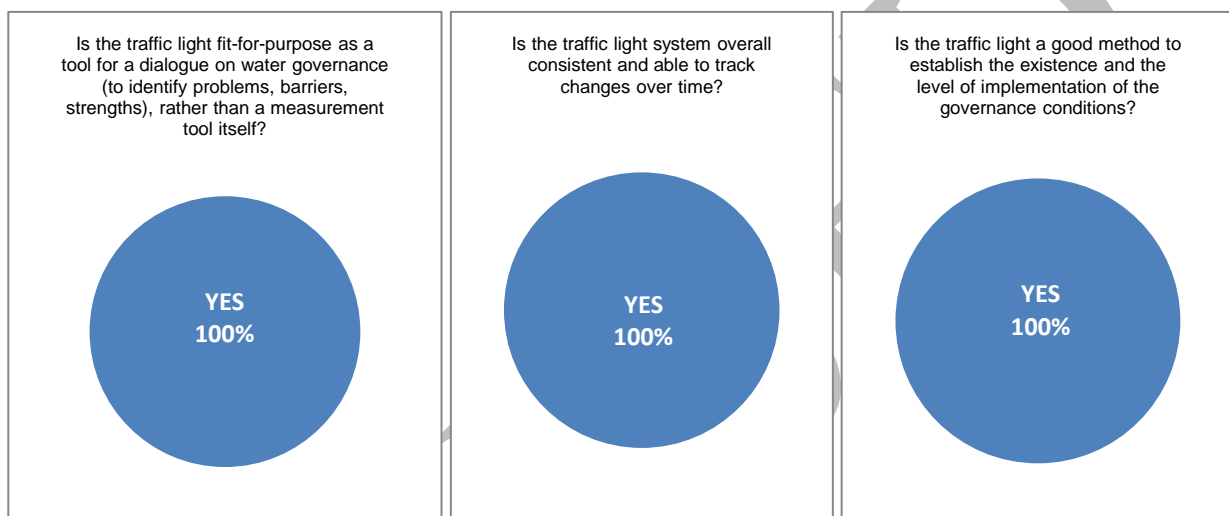 Is the traffic light fit-for-purpose as a
tool for a dialogue on water governance
(to identify problems, barriers,
strengths), rather than a measurement
tool itself?
YES
100%
Is the traffic light system overall
consistent and able to track
changes over time?
YES
100%
Is the traffic light a good method to
establish the existence and the
level of implementation of the
governance conditions?
YES
100%